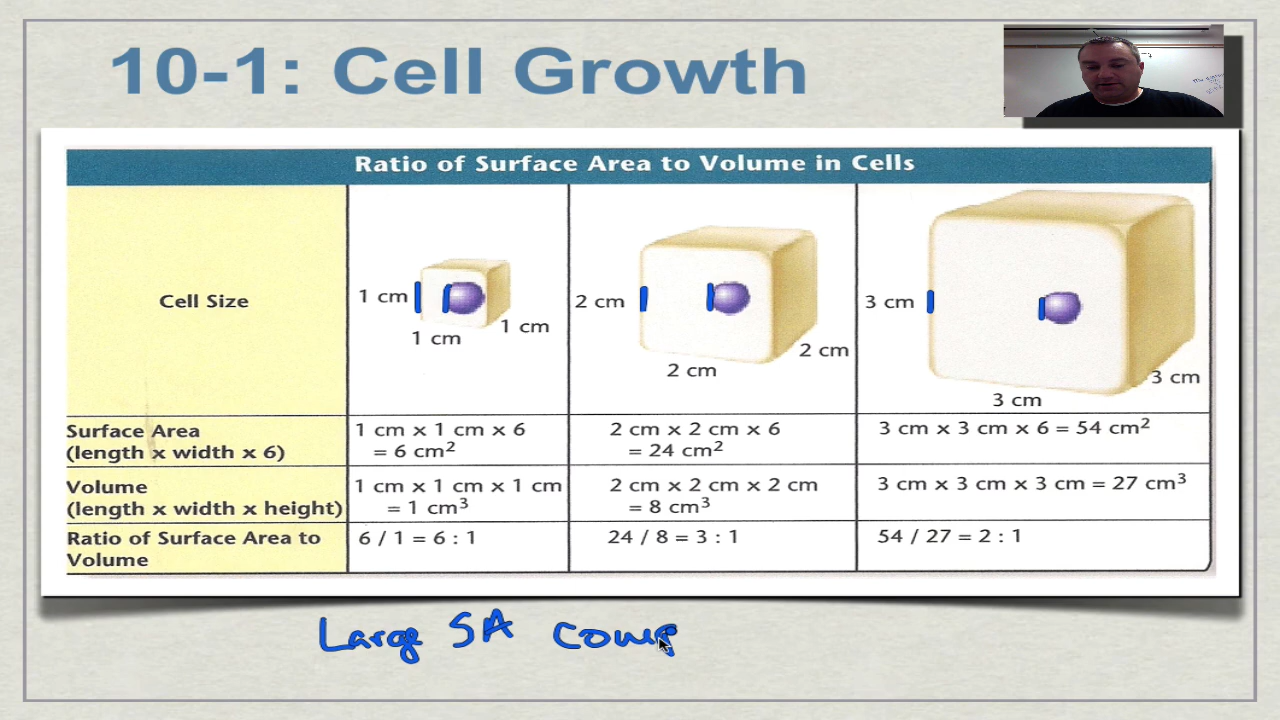 10-1: Cell Growth
Ratio of Surface Area to Volume in Cells
Cell Size
1 cm
1 cm
1 cm
2 cm
2 cm
2 cm
3 cm
3 cm
3 cm
Surface Area
(length x width x 6)
1 cm x 1 cm x 6
= 6 cm²
2 cm x 2 cm x 6
= 24 cm²
3 cm x 3 cm x 6 = 54 cm²
Volume
(length x width x height)
1 cm x 1 cm x 1 cm
= 1 cm³
2 cm x 2 cm x 2 cm
= 8 cm³
3 cm x 3 cm x 3 cm = 27 cm³
Ratio of Surface Area to
Volume
6 / 1 = 6 : 1
24 / 8 = 3 : 1
54 / 27 = 2 : 1
Large SA comp